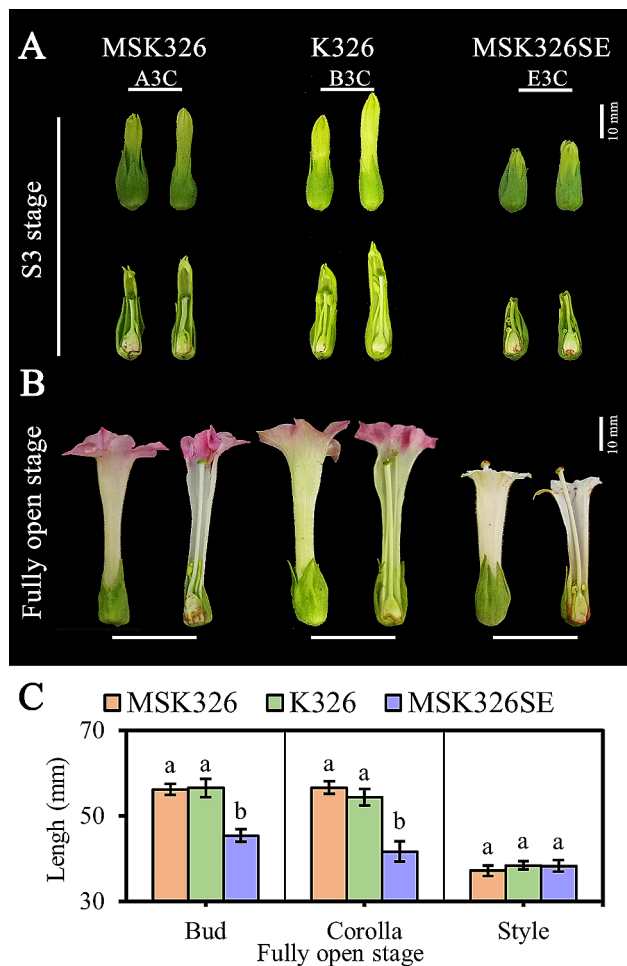 A
MSK326 K326 MSK326SE
A3C B3C E3C
10 mm
S3 stage
B
10 mm
Fully open stage
C
MSK326 K326 MSK326SE
70
50
30
Lengh (mm)
a a b
a a b
a a a
Bud Corolla Style
Fully open stage